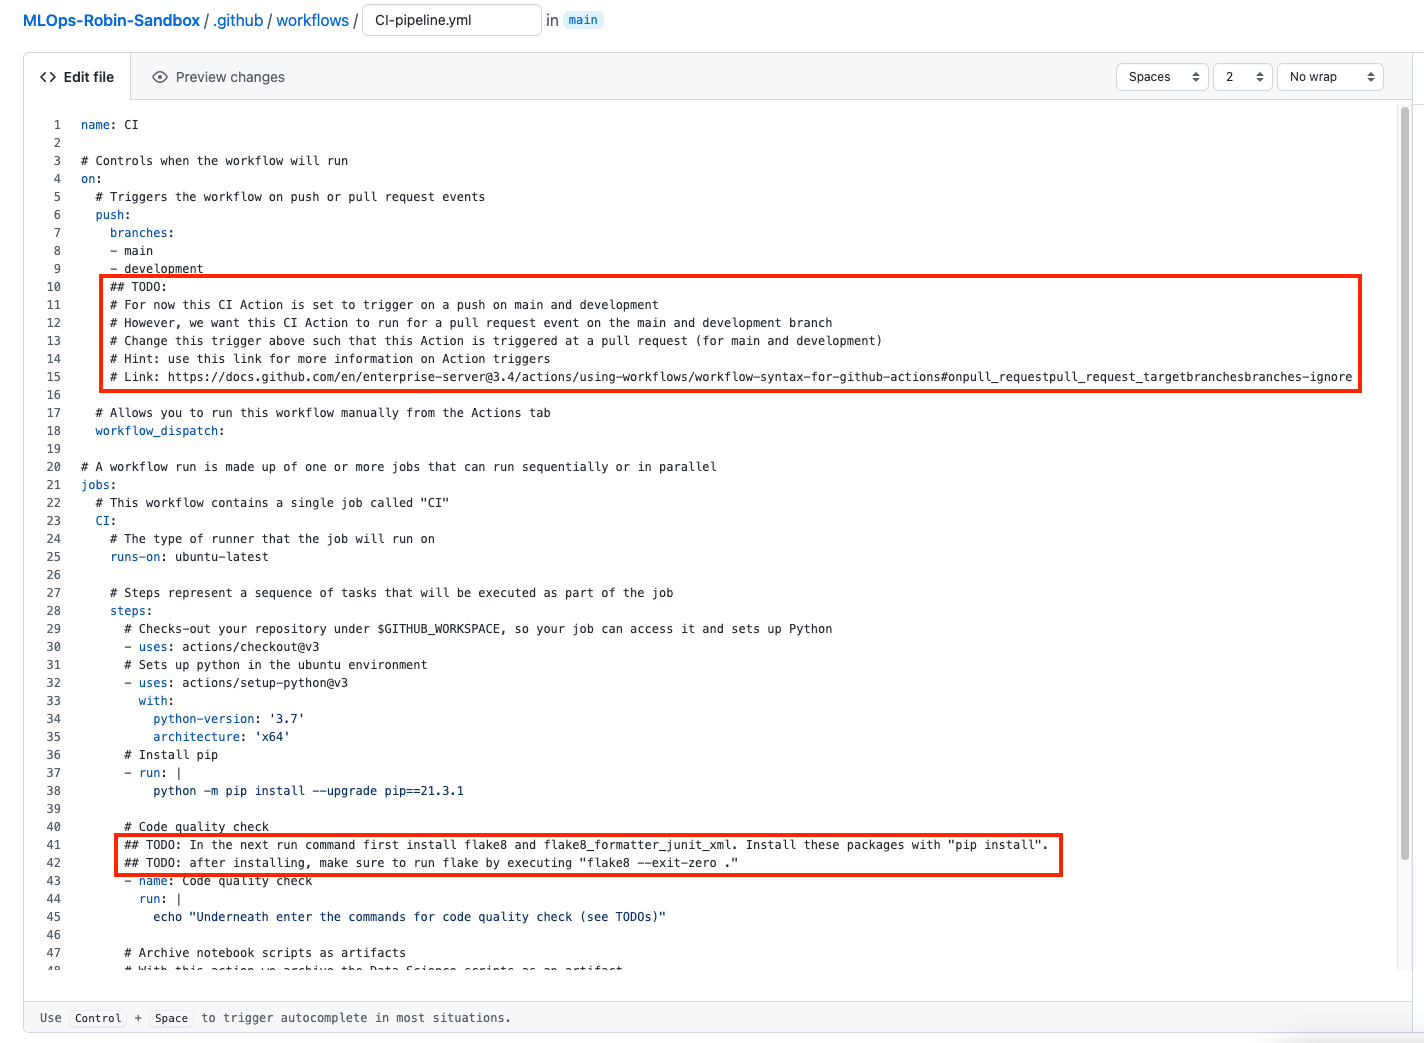 MLOps-Robin-Sandbox / .github / workflows / CI-pipeline.yml in main
Edit file Preview changes Spaces 2 No wrap
1 name: CI
2
3 # Controls when the workflow will run
4 on:
5 # Triggers the workflow on push or pull request events
6 push:
7 branches:
8 - main
9 - development
10 ## TODO:
11 # For now this CI Action is set to trigger on a push on main and development
12 # However, we want this CI Action to run for a pull request event on the main and development branch
13 # Change this trigger above such that this Action is triggered at a pull request (for main and development)
14 # Hint: use this link for more information on Action triggers
15 # Link: https://docs.github.com/en/enterprise-server@3.4/actions/using-workflows/workflow-syntax-for-github-actions#onpull_requestpull_request_targetbranchesbranches-ignore
16
17 # Allows you to run this workflow manually from the Actions tab
18 workflow_dispatch:
19
20 # A workflow run is made up of one or more jobs that can run sequentially or in parallel
21 jobs:
22 # This workflow contains a single job called "CI"
23 CI:
24 # The type of runner that the job will run on
25 runs-on: ubuntu-latest
26
27 # Steps represent a sequence of tasks that will be executed as part of the job
28 steps:
29 # Checks-out your repository under $GITHUB_WORKSPACE, so your job can access it and sets up Python
30 - uses: actions/checkout@v3
31 # Sets up python in the ubuntu environment
32 - uses: actions/setup-python@v3
33 with:
34 python-version: '3.7'
35 architecture: 'x64'
36 # Install pip
37 - run: |
38 python -m pip install --upgrade pip==21.3.1
39
40 # Code quality check
41 ## TODO: In the next run command first install flake8 and flake8_formatter_junit_xml. Install these packages with "pip install".
42 ## TODO: after installing, make sure to run flake by executing "flake8 --exit-zero ."
43 - name: Code quality check
44 run: |
45 echo "Underneath enter the commands for code quality check (see TODOs)"
46
47 # Archive notebook scripts as artifacts
48 # With this action we archive the Data Science scripts as an artifact
Use Control + Space to trigger autocomplete in most situations.